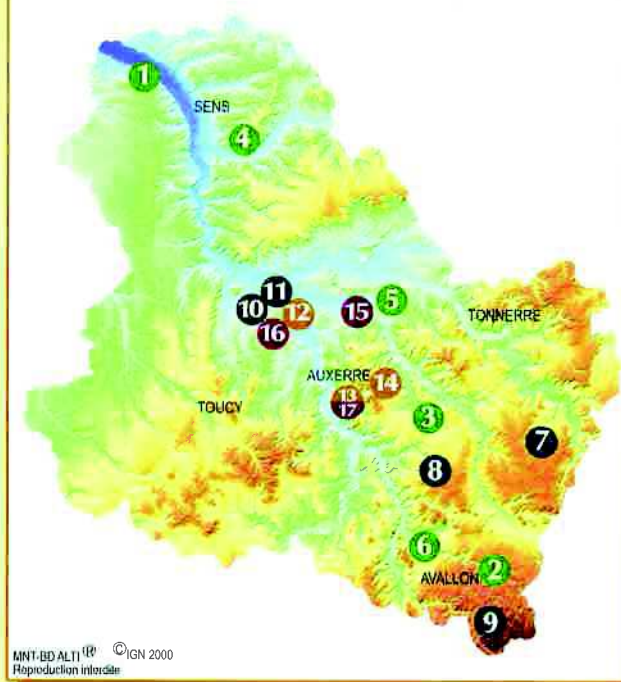 1
SENS
4
11
10
12
15
5
TONNERRE
16
AUXERRE
14
13
17
TOUCY
3
7
8
6
AVALLON
2
9
MNT-BD ALTI ® © IGN 2000
Reproduction interdite